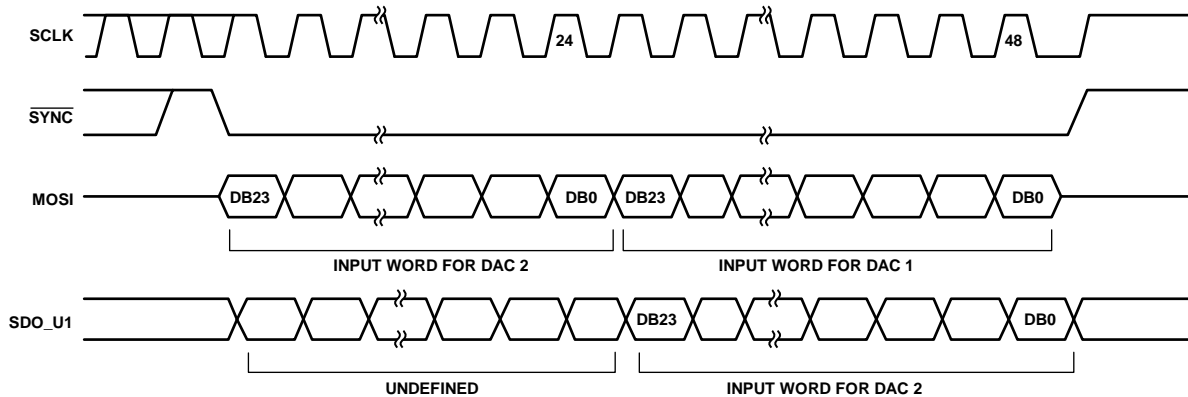 SCLK
24
48
SYNC
MOSI
DB23
DB0
DB23
DB0
INPUT WORD FOR DAC 2
INPUT WORD FOR DAC 1
SDO_U1
DB23
DB0
UNDEFINED
INPUT WORD FOR DAC 2